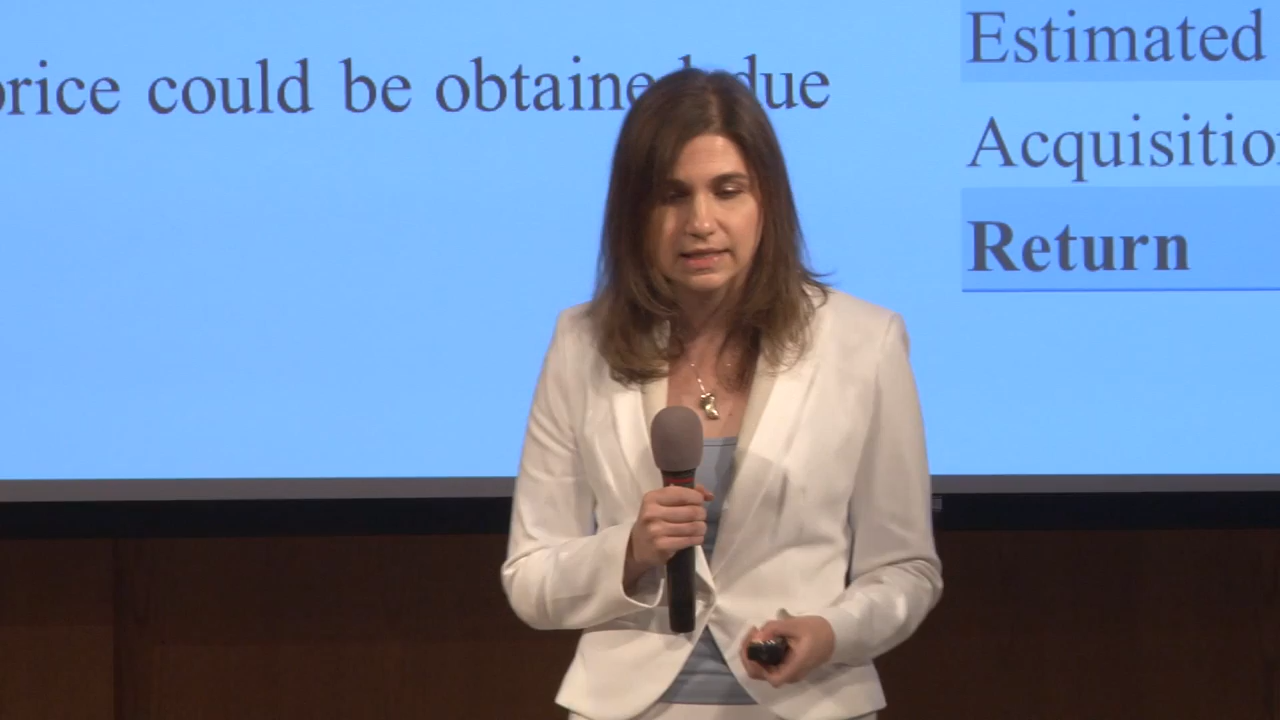 price could be obtained due
Estimated
Acquisitio
Return